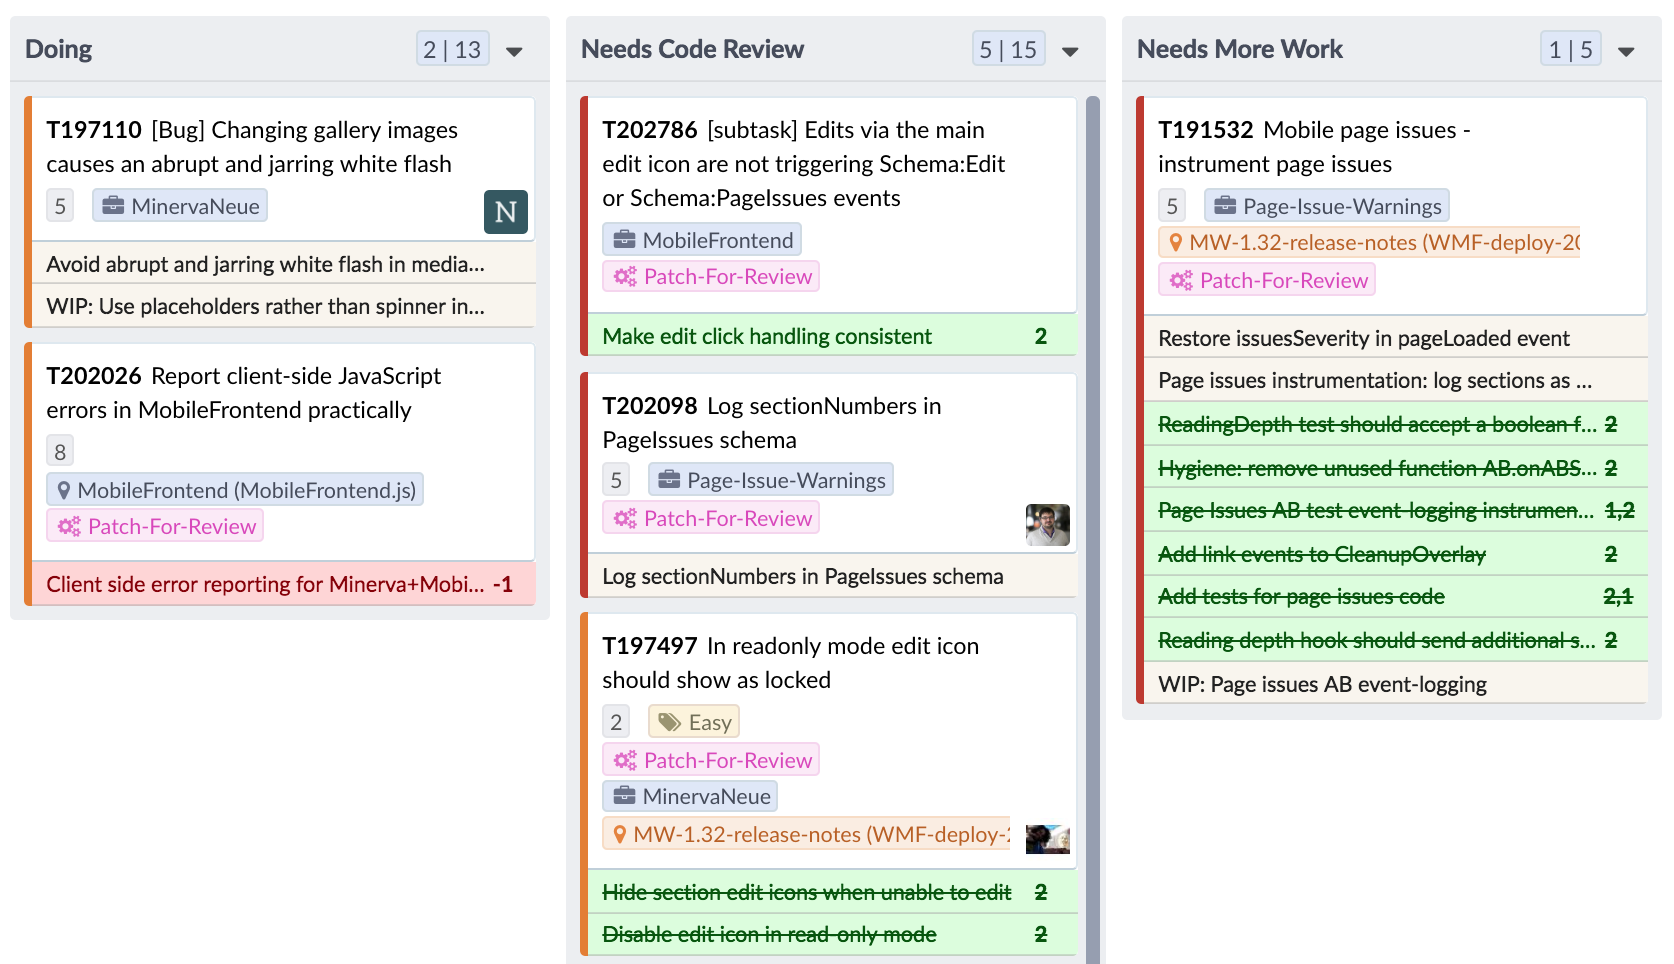 Doing
2 | 13
T197110 [Bug] Changing gallery images
causes an abrupt and jarring white flash
5
MinervaNeue
N
Avoid abrupt and jarring white flash in media...
WIP: Use placeholders rather than spinner in...
T202026 Report client-side JavaScript
errors in MobileFrontend practically
8
MobileFrontend (MobileFrontend.js)
Patch-For-Review
Client side error reporting for Minerva+Mobi... -1
Needs Code Review
5 | 15
T202786 [subtask] Edits via the main
edit icon are not triggering Schema:Edit
or Schema:PageIssues events
MobileFrontend
Patch-For-Review
Make edit click handling consistent 2
T202098 Log sectionNumbers in
PageIssues schema
5
Page-Issue-Warnings
Patch-For-Review
Log sectionNumbers in PageIssues schema
T197497 In readonly mode edit icon
should show as locked
2
Easy
Patch-For-Review
MinervaNeue
MW-1.32-release-notes (WMF-deploy-2
Hide section edit icons when unable to edit 2
Disable edit icon in read-only mode 2
Needs More Work
1 | 5
T191532 Mobile page issues -
instrument page issues
5
Page-Issue-Warnings
MW-1.32-release-notes (WMF-deploy-20
Patch-For-Review
Restore issuesSeverity in pageLoaded event
Page issues instrumentation: log sections as ...
ReadingDepth test should accept a boolean f... 2
Hygiene: remove unused function AB.onABS... 2
Page Issues AB test event-logging instrumen... 1,2
Add link events to CleanupOverlay 2
Add tests for page issues code 2,1
Reading depth hook should send additional s... 2
WIP: Page issues AB event-logging